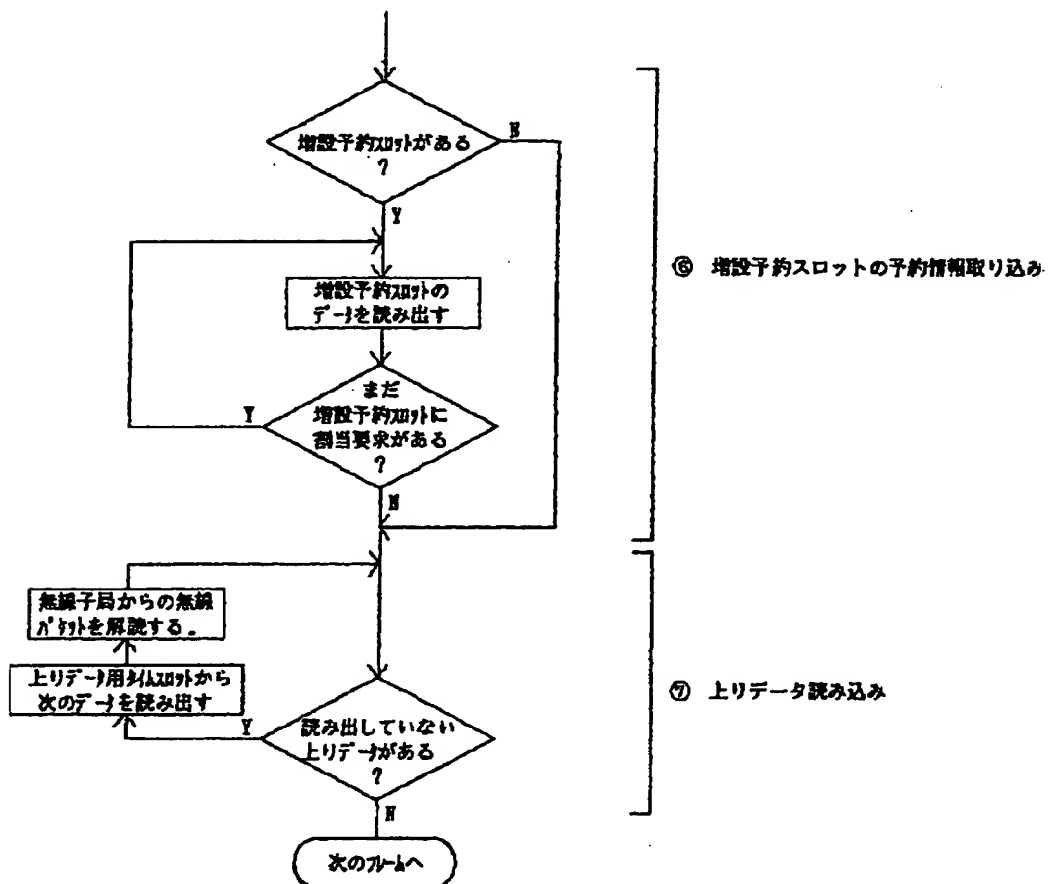 増設予約スロットがある
?
N
Y
増設予約スロットの
データを読み出す
⑥ 増設予約スロットの予約情報取り込み
まだ
増設予約スロットに
割当要求がある
?
Y
N
無線子局からの無線
パケットを解読する。
上りデータ用タイムスロットから
次のデータを読み出す
⑦ 上りデータ読み込み
読み出していない
上りデータがある
?
Y
N
次のフレームへ